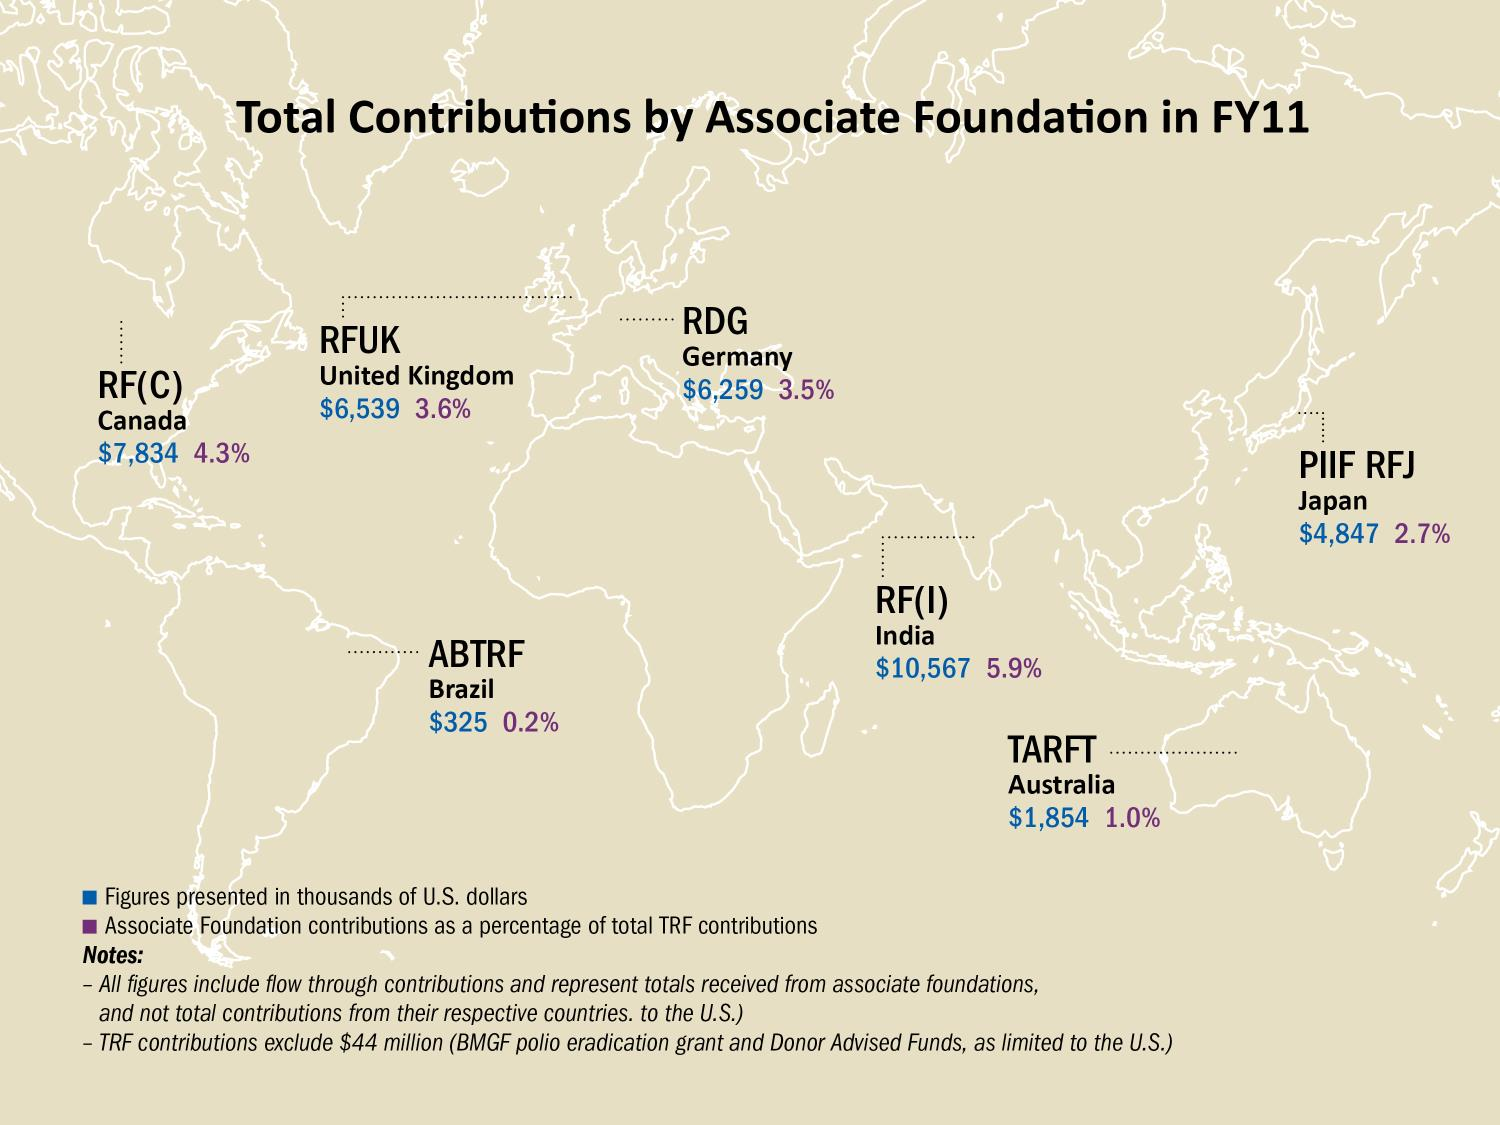 Total Contributions by Associate Foundation in FY11
RF(C)
Canada
$7,834 4.3%
RFUK
United Kingdom
$6,539 3.6%
RDG
Germany
$6,259 3.5%
PIIF RFJ
Japan
$4,847 2.7%
RF(I)
India
$10,567 5.9%
ABTRF
Brazil
$325 0.2%
TARFT
Australia
$1,854 1.0%
Figures presented in thousands of U.S. dollars
Associate Foundation contributions as a percentage of total TRF contributions
Notes:
– All figures include flow through contributions and represent totals received from associate foundations,
and not total contributions from their respective countries. to the U.S.)
– TRF contributions exclude $44 million (BMGF polio eradication grant and Donor Advised Funds, as limited to the U.S.)